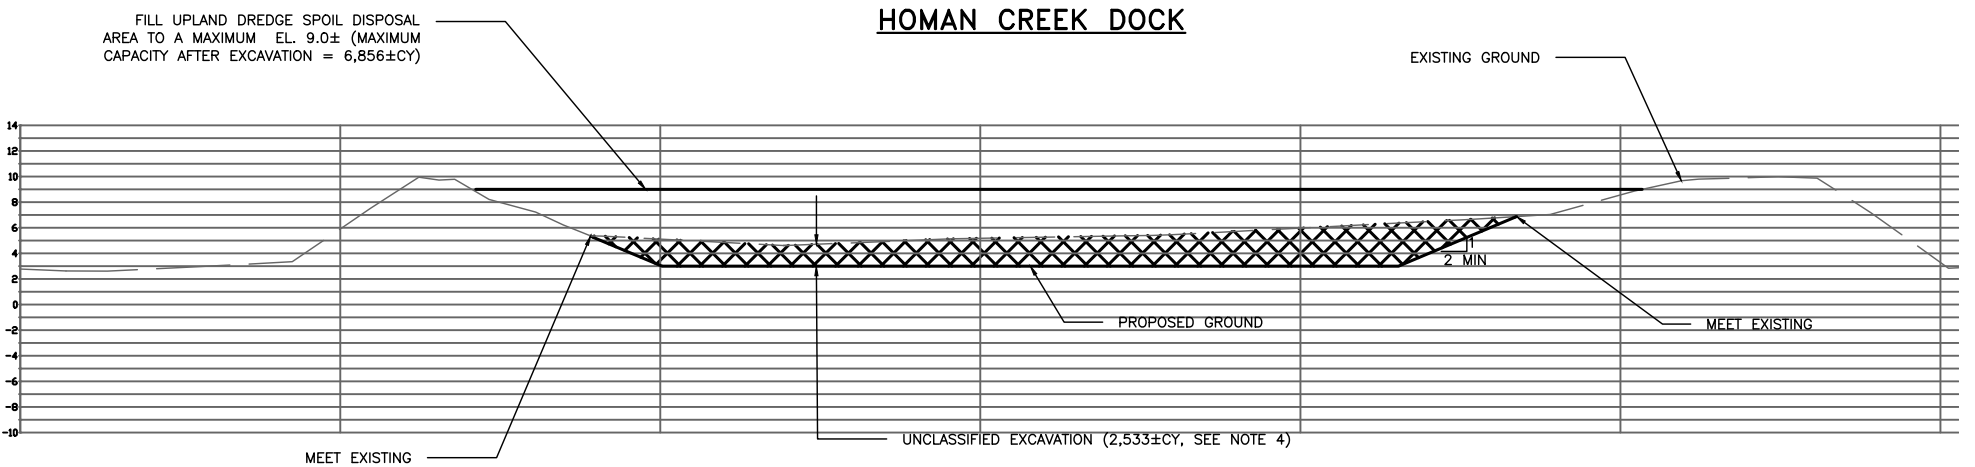 HOMAN CREEK DOCK
FILL UPLAND DREDGE SPOIL DISPOSAL
AREA TO A MAXIMUM EL. 9.0± (MAXIMUM
CAPACITY AFTER EXCAVATION = 6,856±CY)
EXISTING GROUND
14
12
10
8
6
4
2
0
-2
-4
-6
-8
-10
1
2 MIN
PROPOSED GROUND
MEET EXISTING
UNCLASSIFIED EXCAVATION (2,533±CY, SEE NOTE 4)
MEET EXISTING